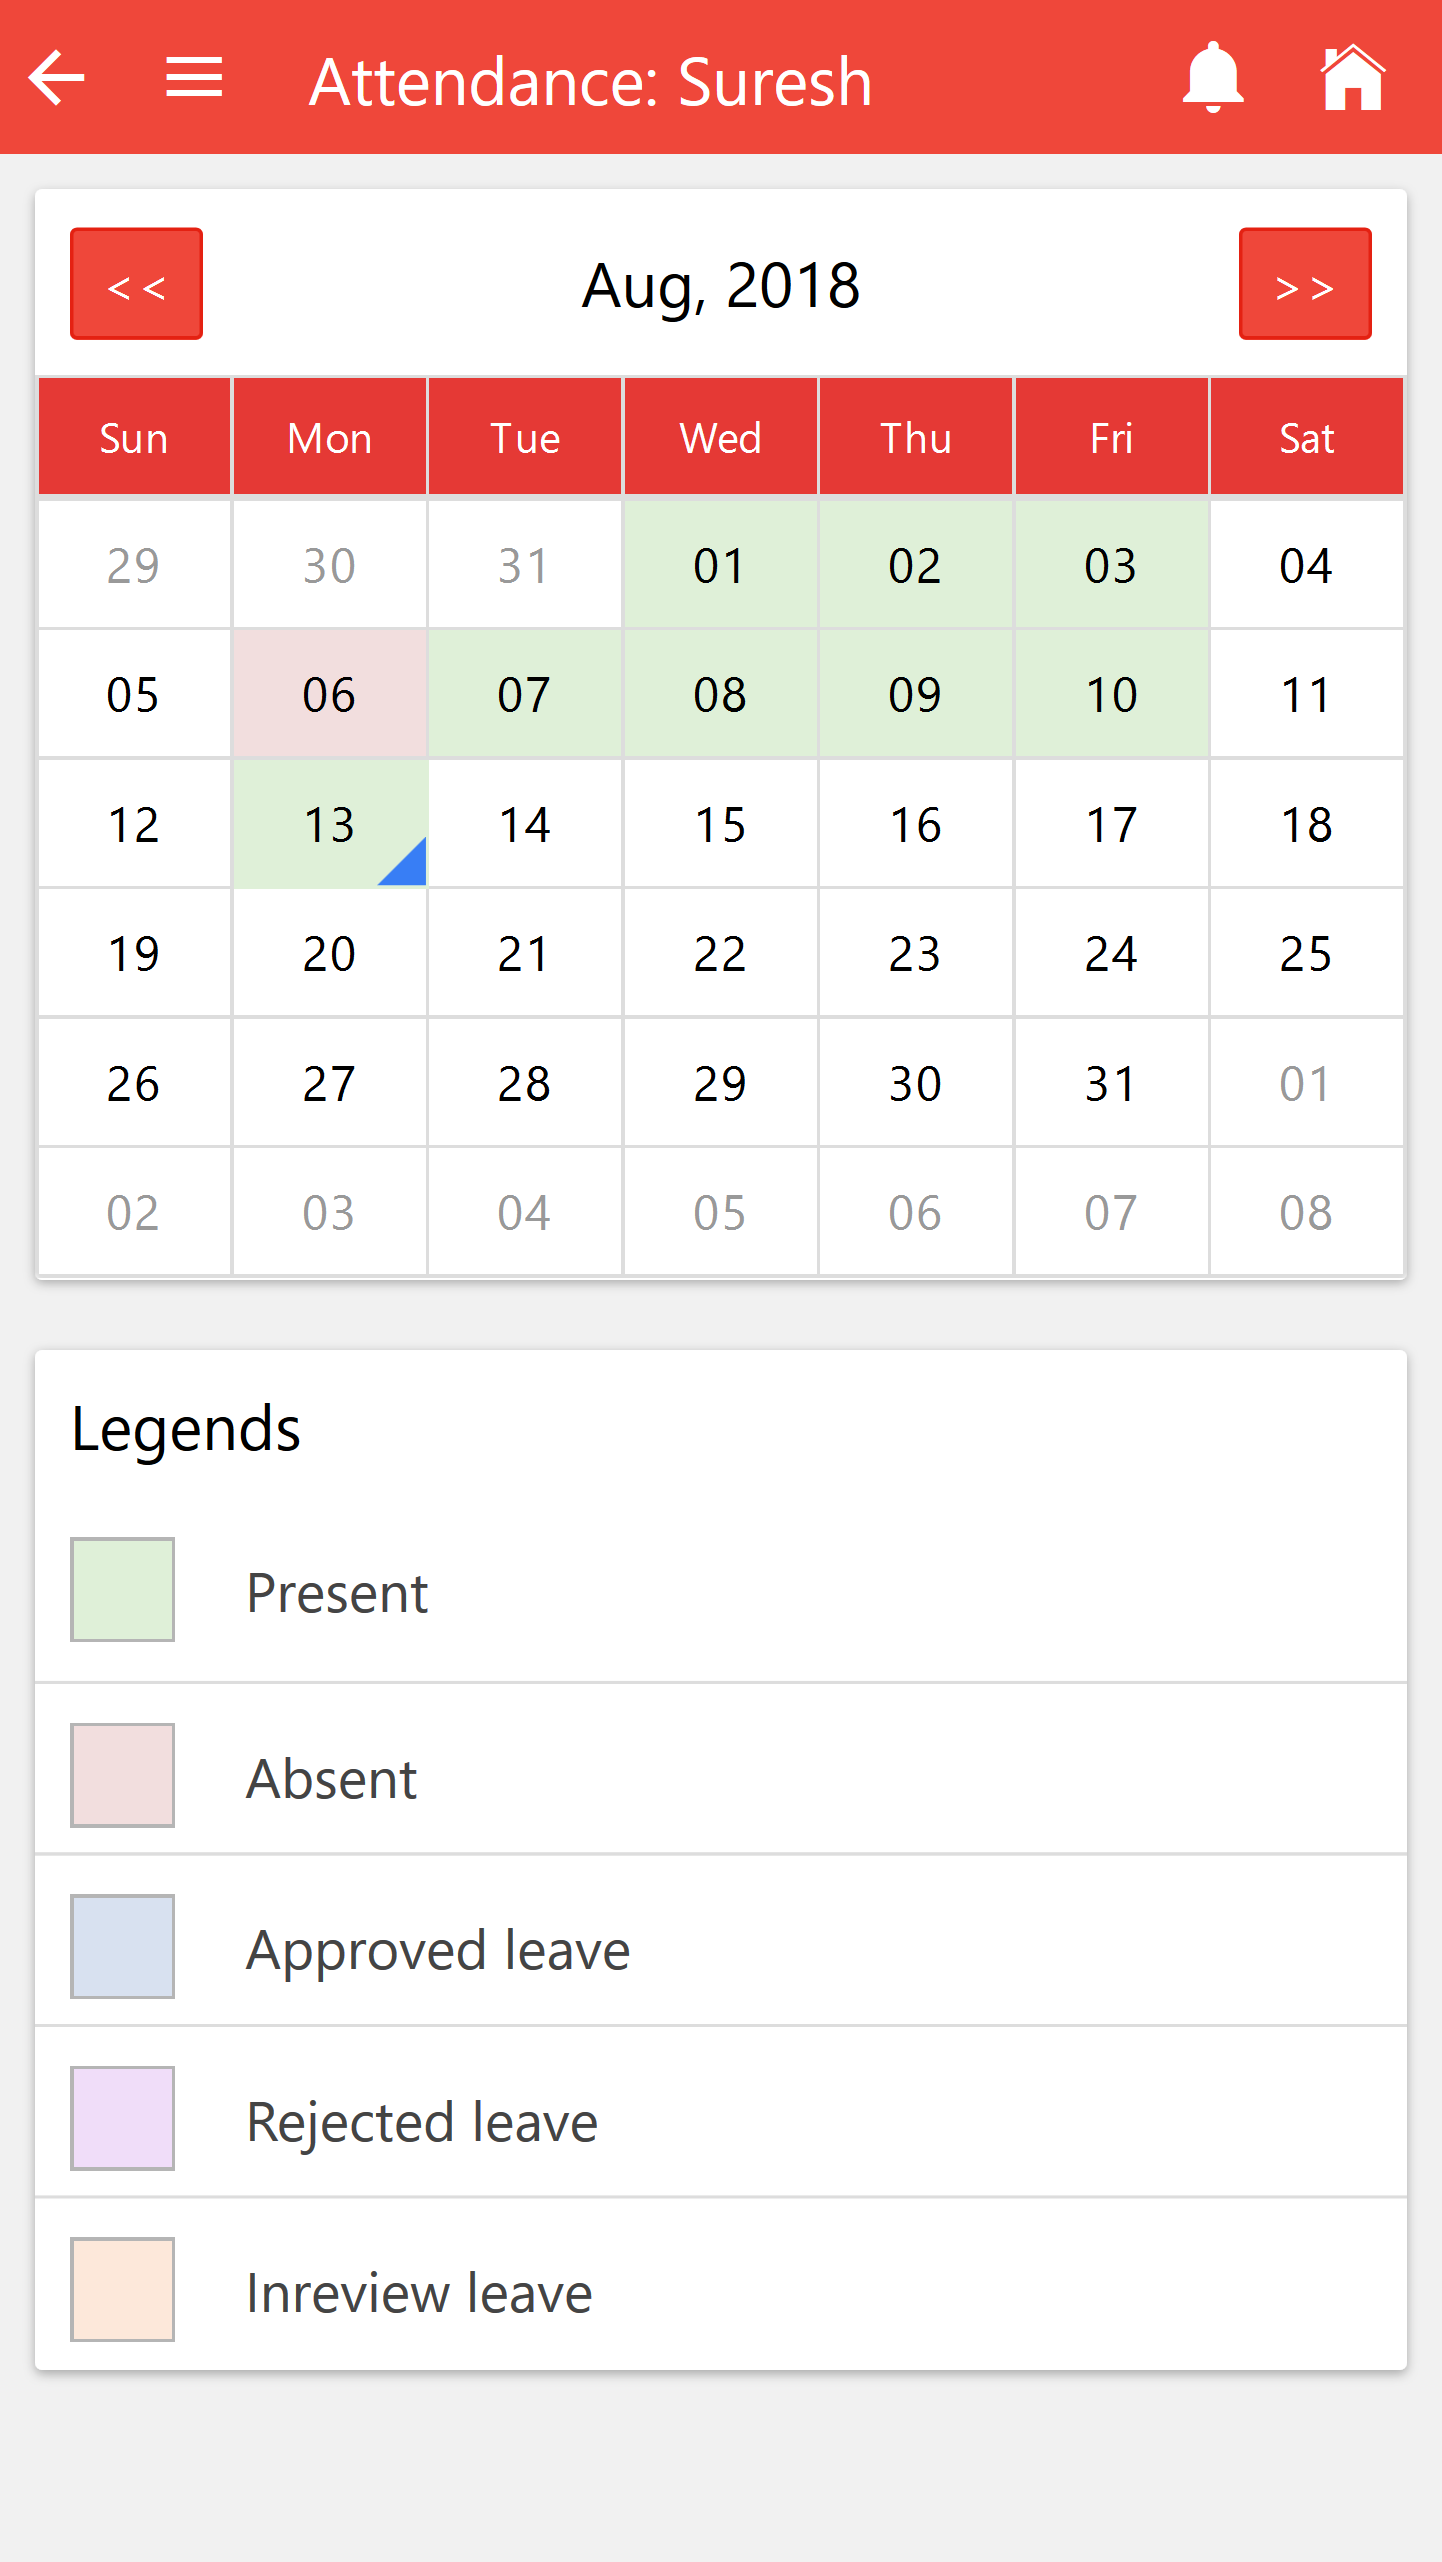 Attendance: Suresh
<< Aug, 2018 >>
Sun Mon Tue Wed Thu Fri Sat
29 30 31 01 02 03 04
05 06 07 08 09 10 11
12 13 14 15 16 17 18
19 20 21 22 23 24 25
26 27 28 29 30 31 01
02 03 04 05 06 07 08
Legends
Present
Absent
Approved leave
Rejected leave
Inreview leave